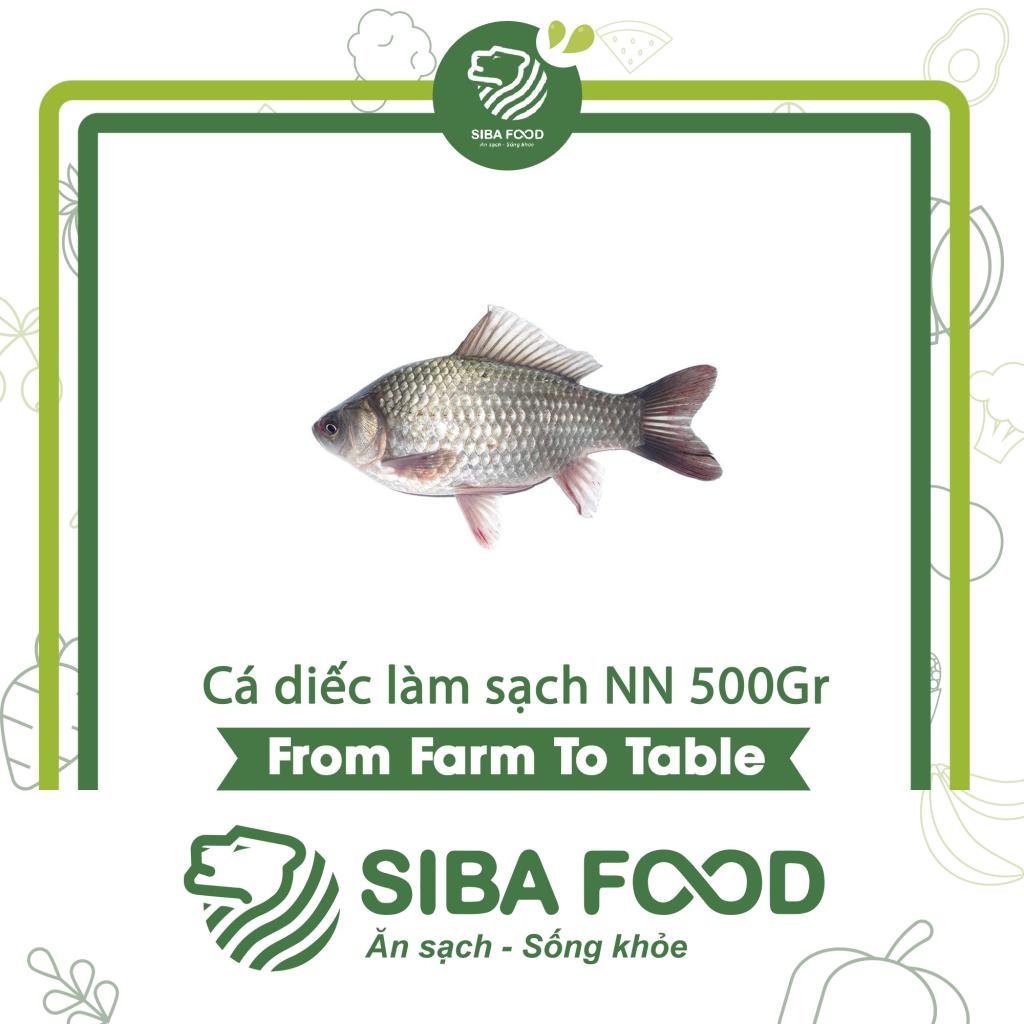 SIBA FOOD
Ăn sạch - Sống khỏe
Cá diếc làm sạch NN 500Gr
From Farm To Table
SIBA FOOD
Ăn sạch - Sống khỏe